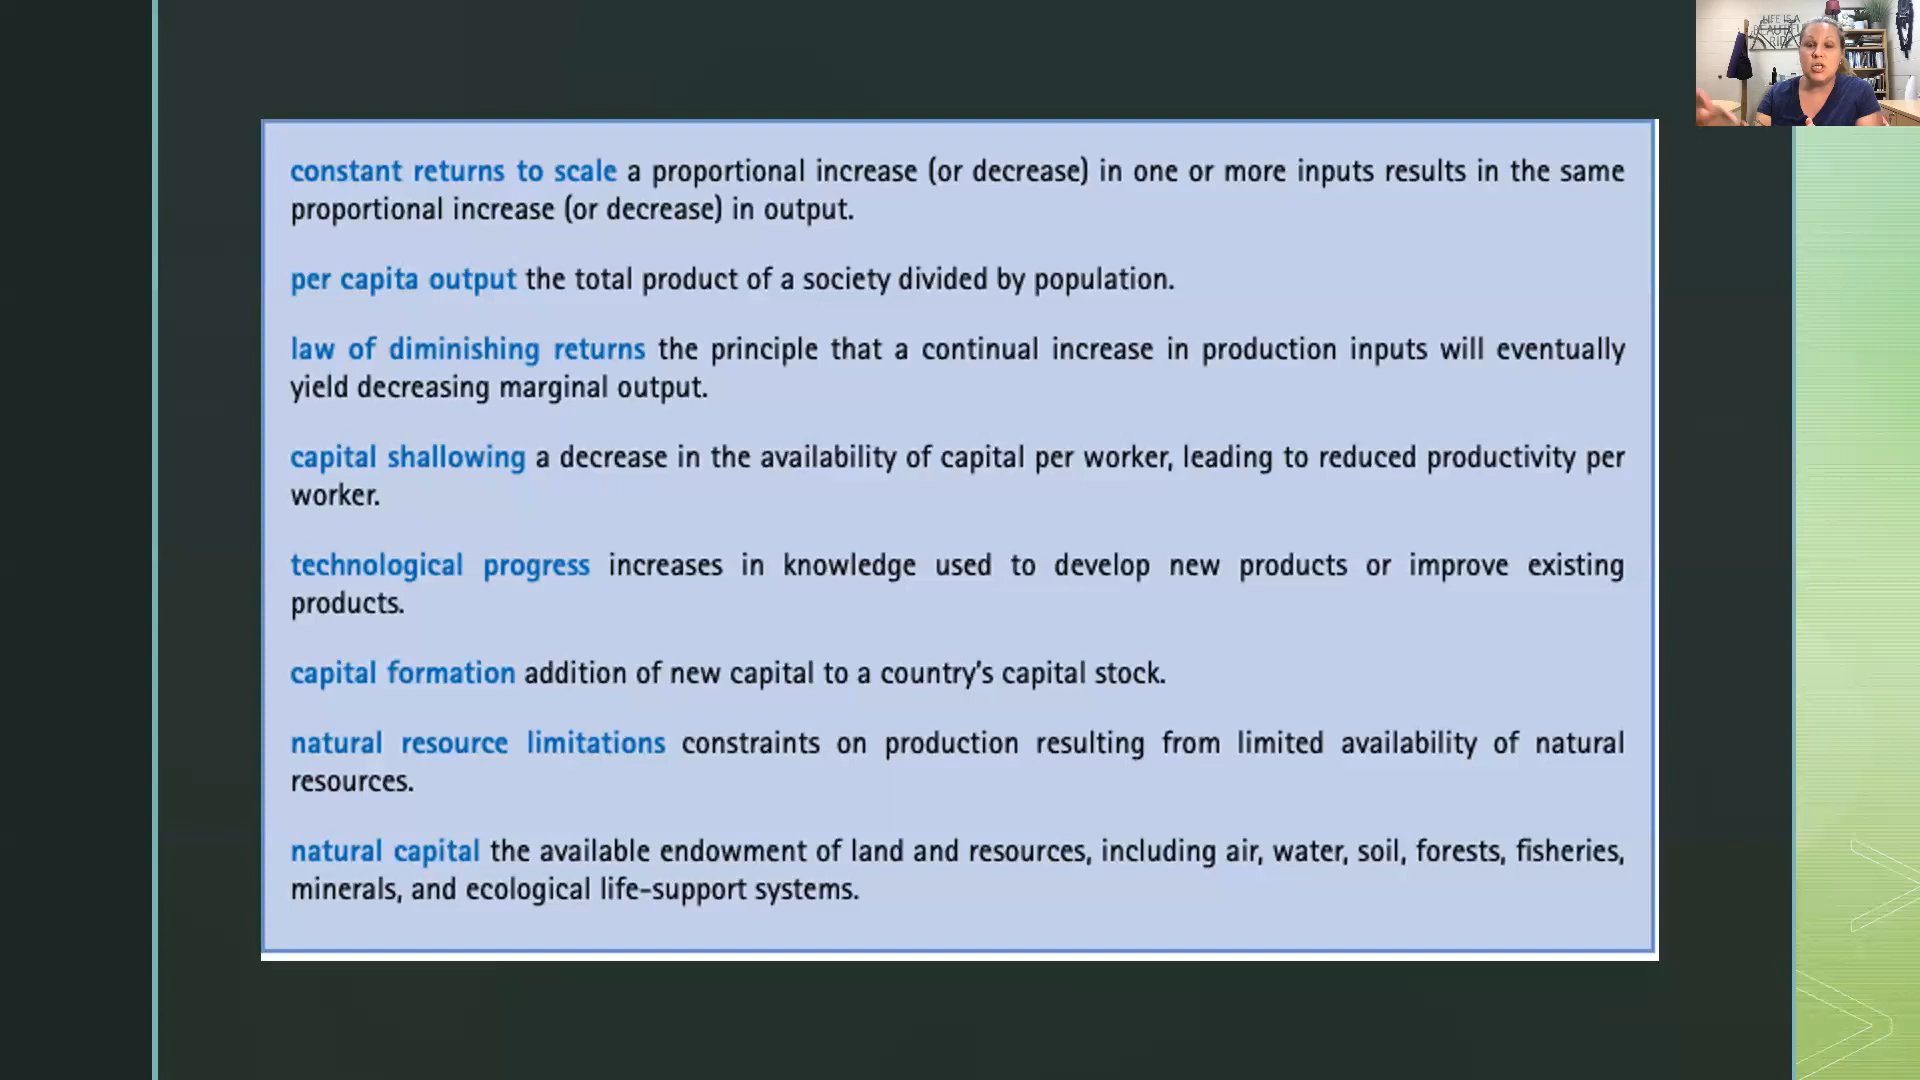 LIFE IS A
BEAUTIFUL
RIDE
constant returns to scale a proportional increase (or decrease) in one or more inputs results in the same
proportional increase (or decrease) in output.
per capita output the total product of a society divided by population.
law of diminishing returns the principle that a continual increase in production inputs will eventually
yield decreasing marginal output.
capital shallowing a decrease in the availability of capital per worker, leading to reduced productivity per
worker.
technological progress increases in knowledge used to develop new products or improve existing
products.
capital formation addition of new capital to a country's capital stock.
natural resource limitations constraints on production resulting from limited availability of natural
resources.
natural capital the available endowment of land and resources, including air, water, soil, forests, fisheries,
minerals, and ecological life-support systems.